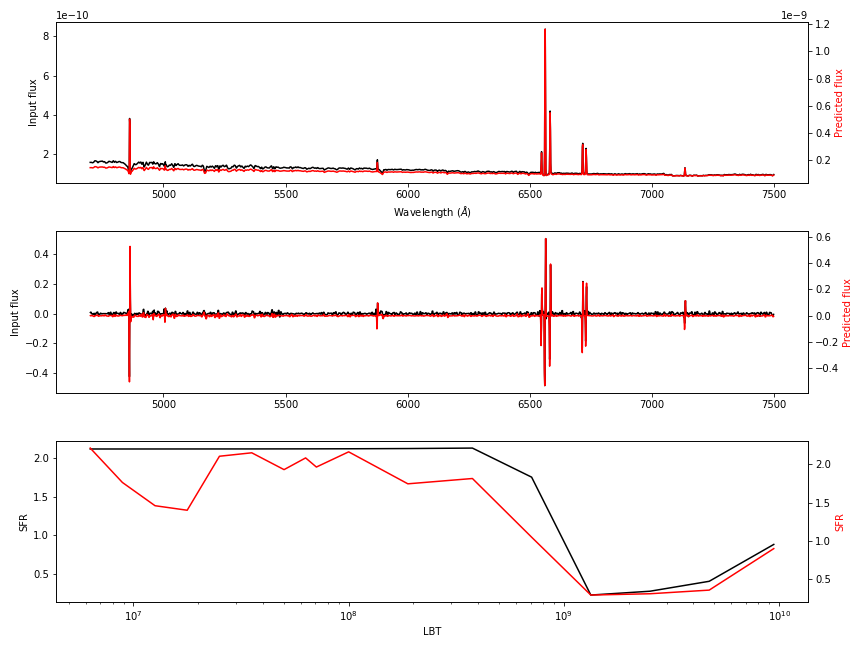 1e−10
1e−9
8
6
4
2
1.2
1.0
0.8
0.6
0.4
0.2
Input flux
Predicted flux
5000 5500 6000 6500 7000 7500
Wavelength (Å)
0.4
0.2
0.0
−0.2
−0.4
0.6
0.4
0.2
0.0
−0.2
−0.4
Input flux
Predicted flux
5000 5500 6000 6500 7000 7500
2.0
1.5
1.0
0.5
2.0
1.5
1.0
0.5
SFR
SFR
10⁷ 10⁸ 10⁹ 10¹⁰
LBT